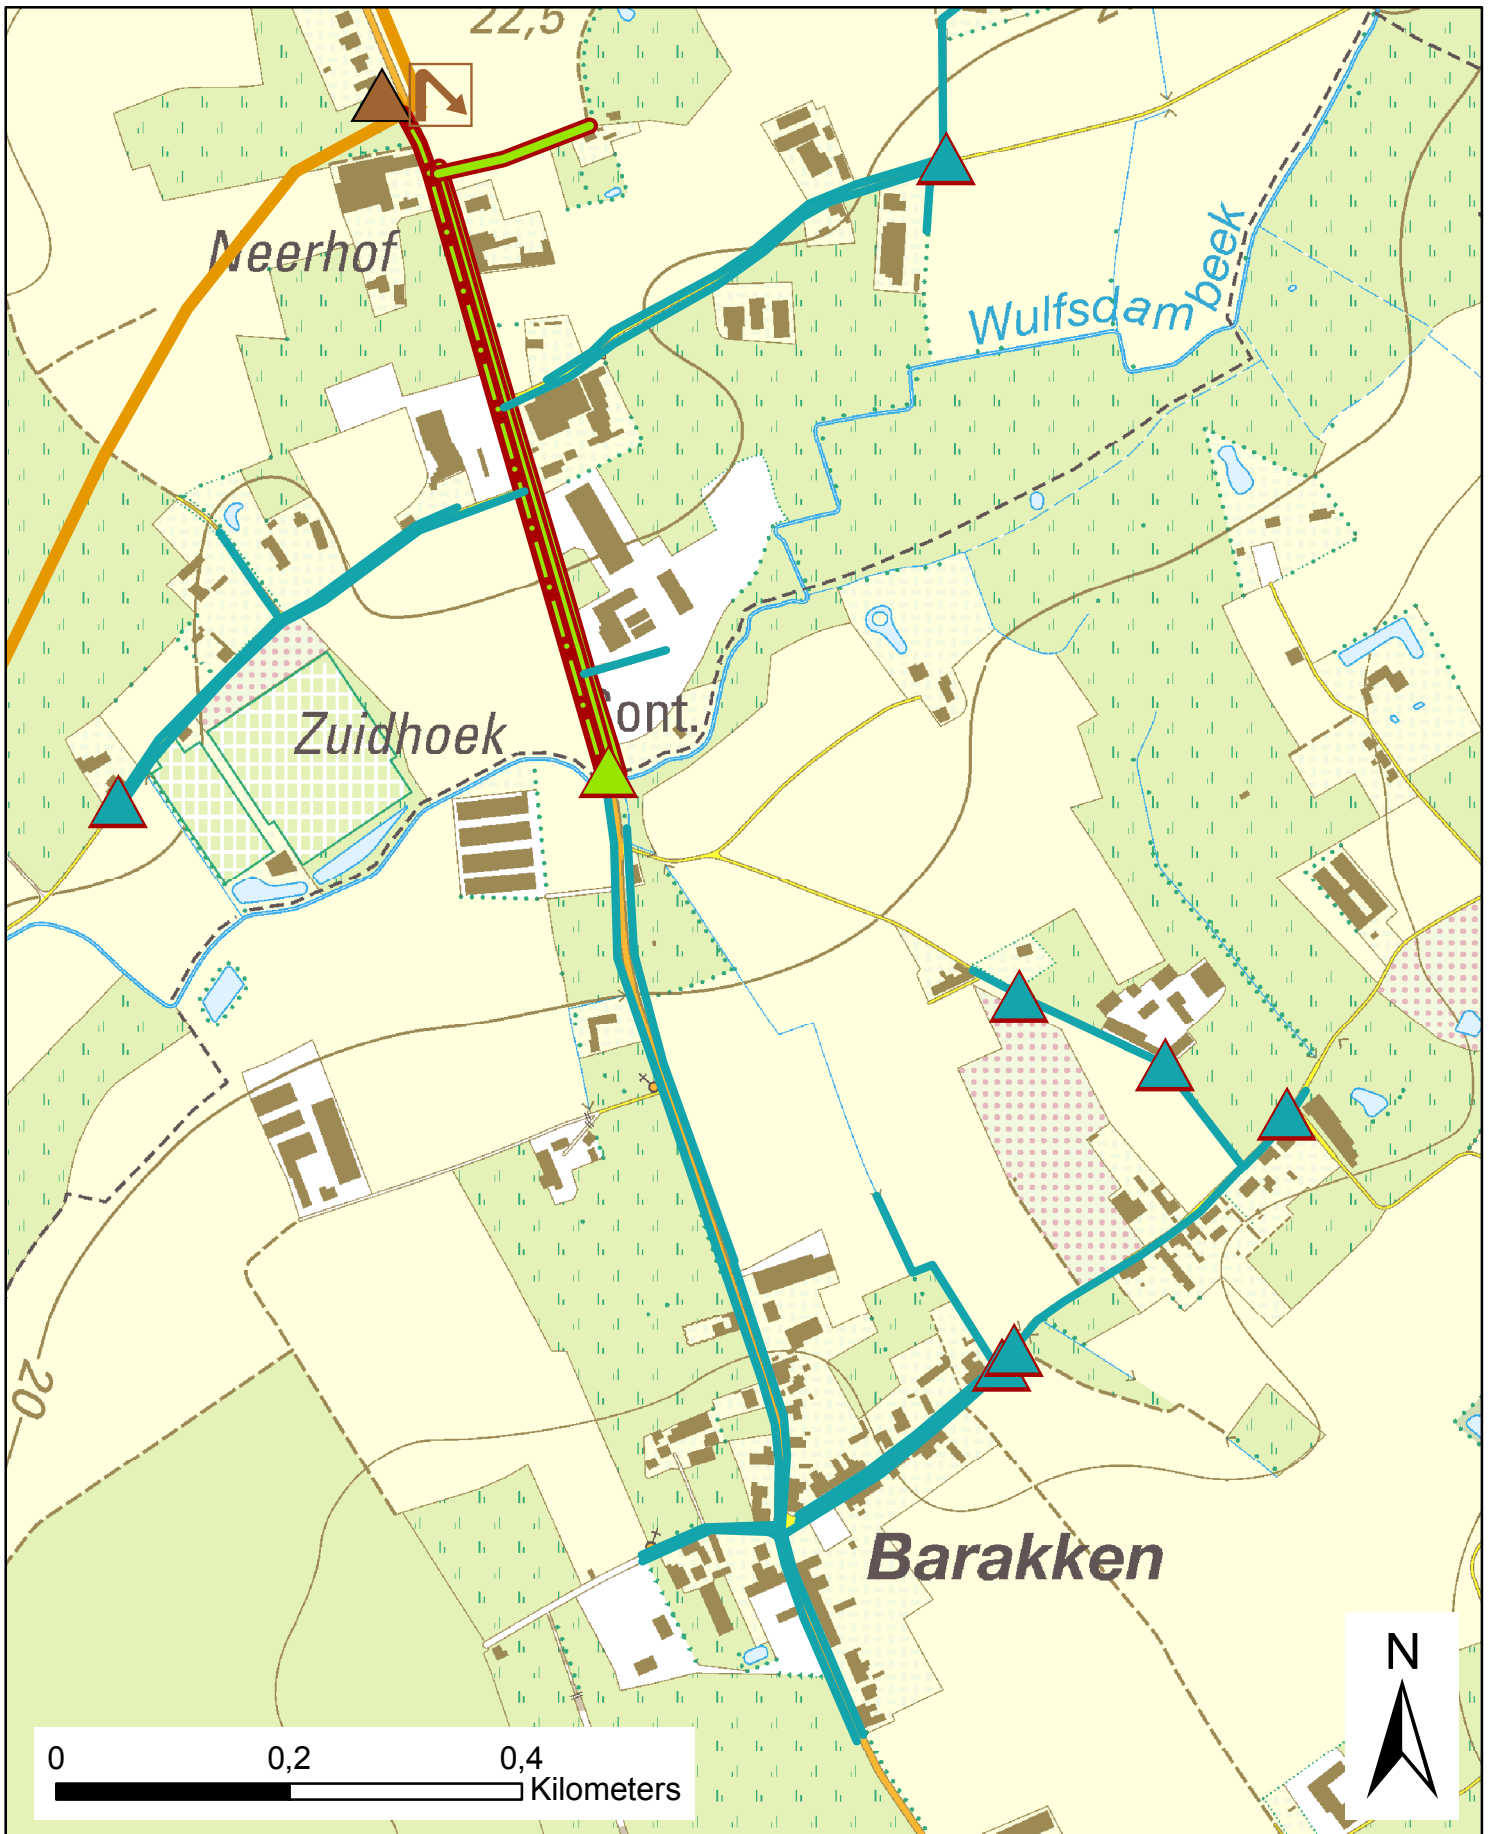 22,5
Neerhof
Wulfsdambeek
Zuidhoek
ont.
20
Barakken
N
0 0,2 0,4
Kilometers